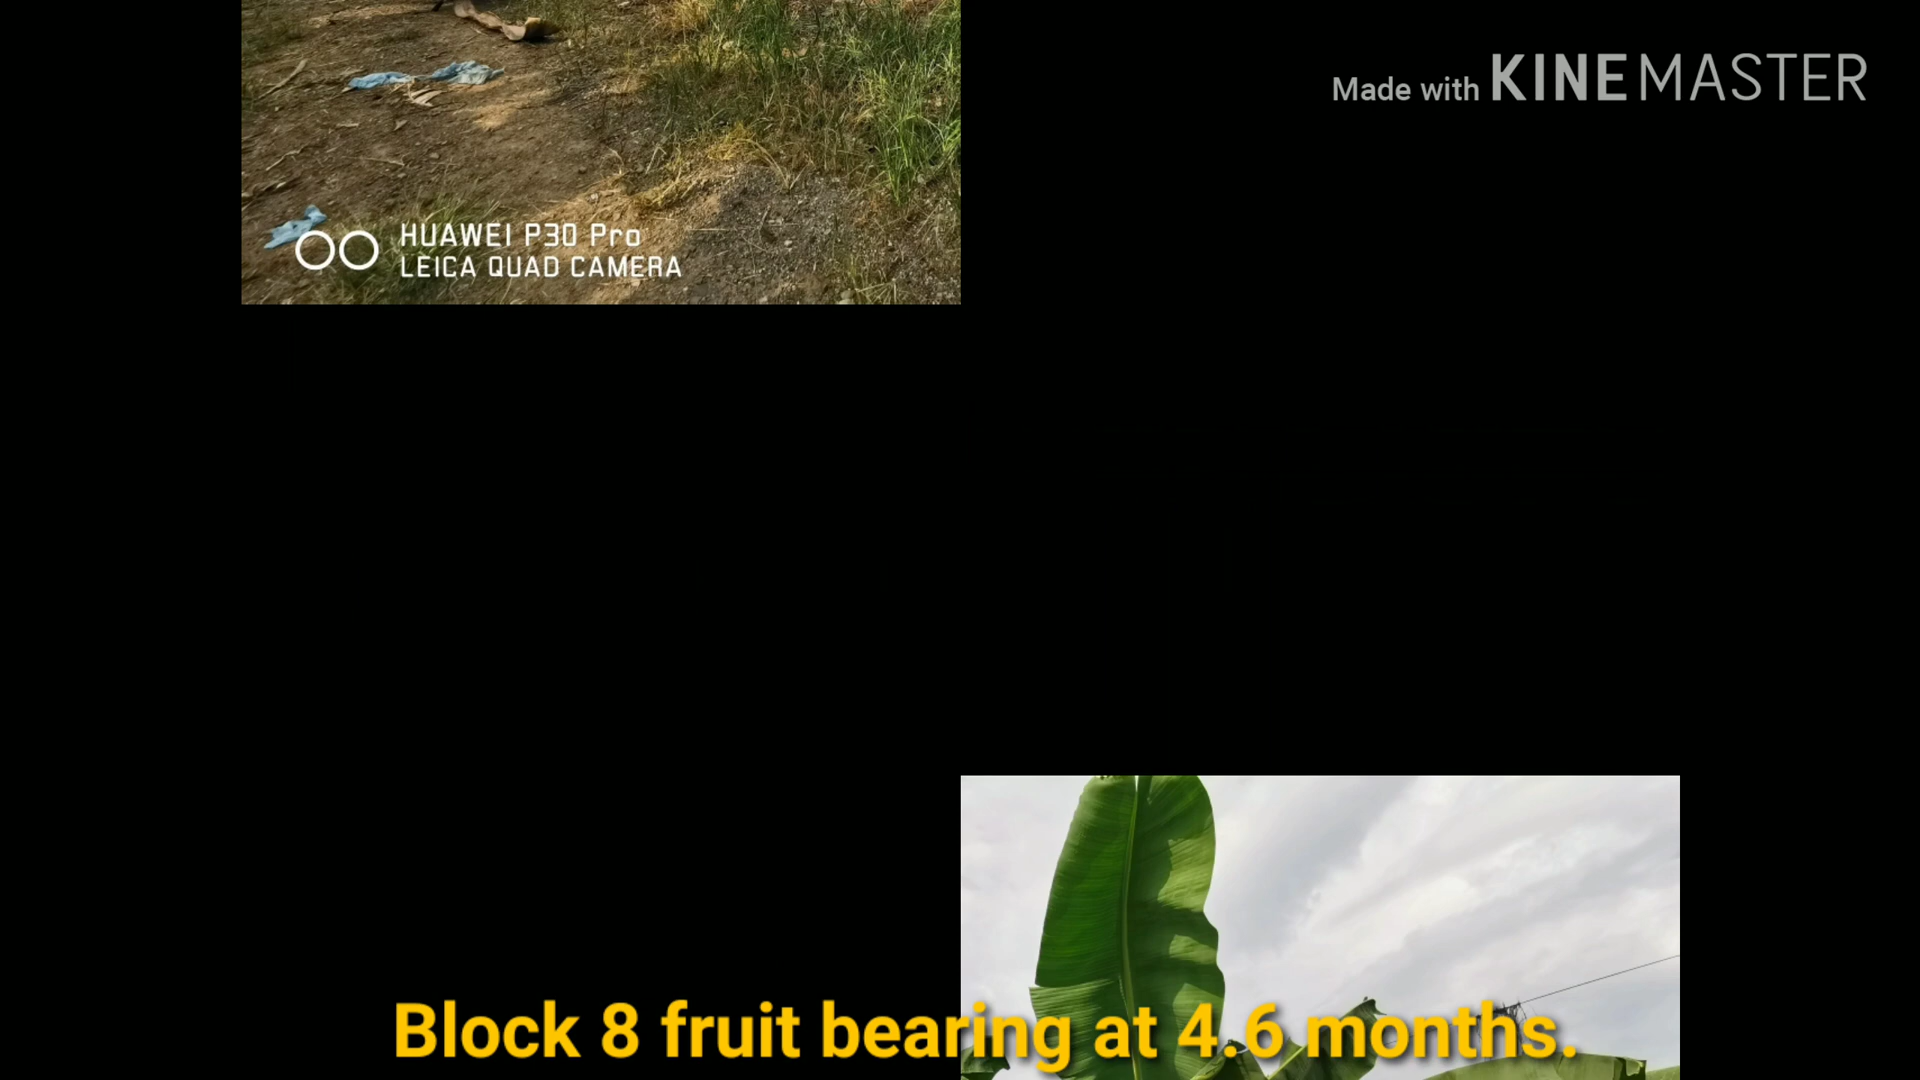 Made with KINEMASTER
HUAWEI P30 Pro
LEICA QUAD CAMERA
Block 8 fruit bearing at 4.6 months.